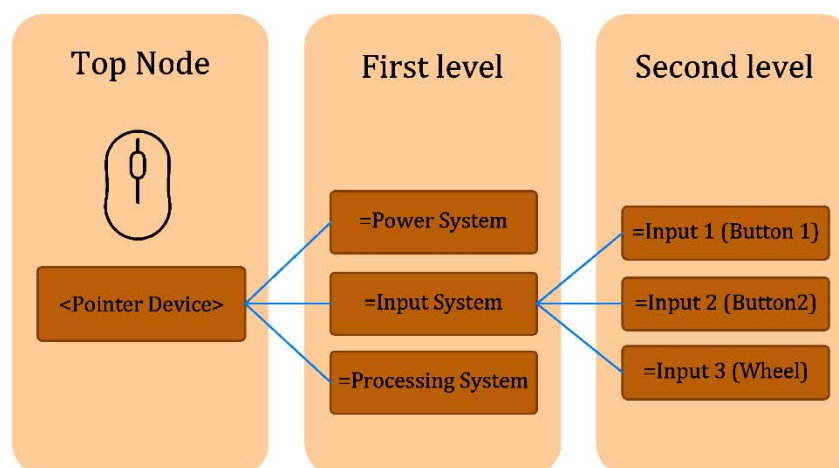 Top Node
<Pointer Device>
First level
=Power System
=Input System
=Processing System
Second level
=Input 1 (Button 1)
=Input 2 (Button2)
=Input 3 (Wheel)